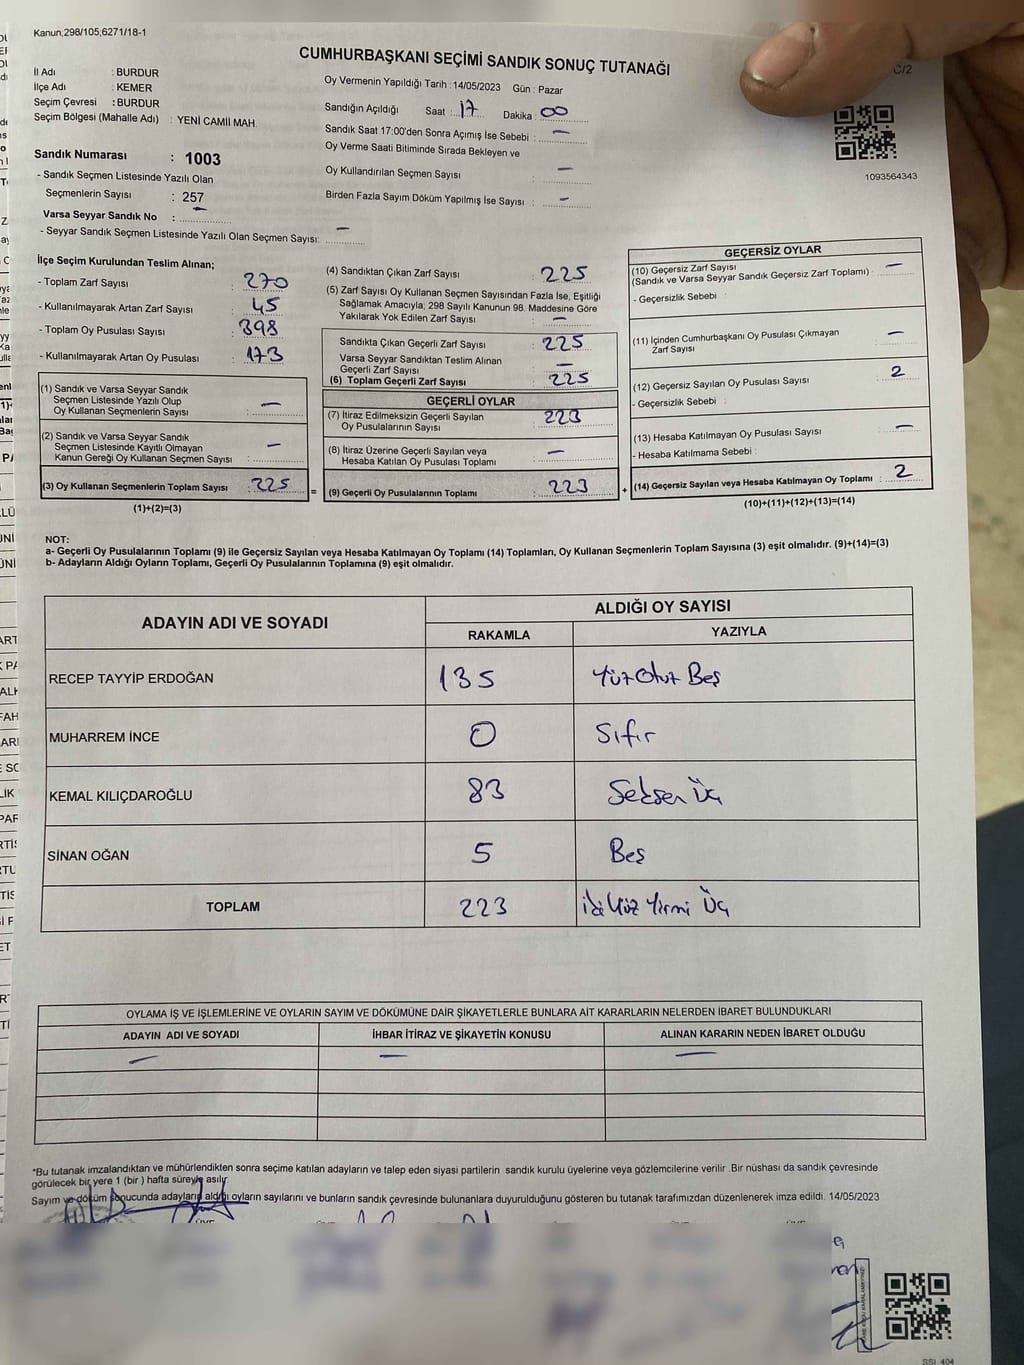 Kanun,298/105,6271/18-1
CUMHURBAŞKANI SEÇİMİ SANDIK SONUÇ TUTANAĞI
C/2
İl Adı : BURDUR
İlçe Adı : KEMER
Seçim Çevresi : BURDUR
Seçim Bölgesi (Mahalle Adı) : YENİ CAMİİ MAH.
Sandık Numarası : 1003
- Sandık Seçmen Listesinde Yazılı Olan
Seçmenlerin Sayısı : 257
Varsa Seyyar Sandık No : —
- Seyyar Sandık Seçmen Listesinde Yazılı Olan Seçmen Sayısı: —
Oy Vermenin Yapıldığı Tarih : 14/05/2023 Gün : Pazar
Sandığın Açıldığı Saat : 17 Dakika : 00
Sandık Saat 17:00'den Sonra Açımış İse Sebebi : —
Oy Verme Saati Bitiminde Sırada Bekleyen ve
Oy Kullandırılan Seçmen Sayısı : —
Birden Fazla Sayım Döküm Yapılmış İse Sayısı : —
1093564343
İlçe Seçim Kurulundan Teslim Alınan;
- Toplam Zarf Sayısı : 270
- Kullanılmayarak Artan Zarf Sayısı : 45
- Toplam Oy Pusulası Sayısı : 398
- Kullanılmayarak Artan Oy Pusulası : 173
(1) Sandık ve Varsa Seyyar Sandık
Seçmen Listesinde Yazılı Olup
Oy Kullanan Seçmenlerin Sayısı : —
(2) Sandık ve Varsa Seyyar Sandık
Seçmen Listesinde Kayıtlı Olmayan
Kanun Gereği Oy Kullanan Seçmen Sayısı : —
(3) Oy Kullanan Seçmenlerin Toplam Sayısı : 225
(1)+(2)=(3)
(4) Sandıktan Çıkan Zarf Sayısı : 225
(5) Zarf Sayısı Oy Kullanan Seçmen Sayısından Fazla İse, Eşitliği
Sağlamak Amacıyla; 298 Sayılı Kanunun 98. Maddesine Göre
Yakılarak Yok Edilen Zarf Sayısı : —
Sandıkta Çıkan Geçerli Zarf Sayısı : 225
Varsa Seyyar Sandıktan Teslim Alınan
Geçerli Zarf Sayısı : —
(6) Toplam Geçerli Zarf Sayısı : 225
GEÇERLİ OYLAR
(7) İtiraz Edilmeksizin Geçerli Sayılan
Oy Pusulalarının Sayısı : 223
(8) İtiraz Üzerine Geçerli Sayılan veya
Hesaba Katılan Oy Pusulası Toplamı : —
= (9) Geçerli Oy Pusulalarının Toplamı : 223
GEÇERSİZ OYLAR
(10) Geçersiz Zarf Sayısı
(Sandık ve Varsa Seyyar Sandık Geçersiz Zarf Toplamı) : —
- Geçersizlik Sebebi :
(11) İçinden Cumhurbaşkanı Oy Pusulası Çıkmayan
Zarf Sayısı : —
(12) Geçersiz Sayılan Oy Pusulası Sayısı : 2
- Geçersizlik Sebebi :
(13) Hesaba Katılmayan Oy Pusulası Sayısı : —
- Hesaba Katılmama Sebebi :
+ (14) Geçersiz Sayılan veya Hesaba Katılmayan Oy Toplamı : 2
(10)+(11)+(12)+(13)=(14)
NOT:
a- Geçerli Oy Pusulalarının Toplamı (9) ile Geçersiz Sayılan veya Hesaba Katılmayan Oy Toplamı (14) Toplamları, Oy Kullanan Seçmenlerin Toplam Sayısına (3) eşit olmalıdır. (9)+(14)=(3)
b- Adayların Aldığı Oyların Toplamı, Geçerli Oy Pusulalarının Toplamına (9) eşit olmalıdır.
ADAYIN ADI VE SOYADI
ALDIĞI OY SAYISI
RAKAMLA YAZIYLA
RECEP TAYYİP ERDOĞAN 135 Yüz Otuz Beş
MUHARREM İNCE 0 Sıfır
KEMAL KILIÇDAROĞLU 83 Seksen Üç
SİNAN OĞAN 5 Beş
TOPLAM 223 İki Yüz Yirmi Üç
OYLAMA İŞ VE İŞLEMLERİNE VE OYLARIN SAYIM VE DÖKÜMÜNE DAİR ŞİKAYETLERLE BUNLARA AİT KARARLARIN NELERDEN İBARET BULUNDUKLARI
ADAYIN ADI VE SOYADI İHBAR İTİRAZ VE ŞİKAYETİN KONUSU ALINAN KARARIN NEDEN İBARET OLDUĞU
— — —
*Bu tutanak imzalandıktan ve mühürlendikten sonra seçime katılan adayların ve talep eden siyasi partilerin sandık kurulu üyelerine veya gözlemcilerine verilir .Bir nüshası da sandık çevresinde
görülecek bir yere 1 (bir ) hafta süreyle asılır.
Sayım ve döküm sonucunda adayların aldığı oyların sayılarını ve bunların sandık çevresinde bulunanlara duyurulduğunu gösteren bu tutanak tarafımızdan düzenlenerek imza edildi. 14/05/2023